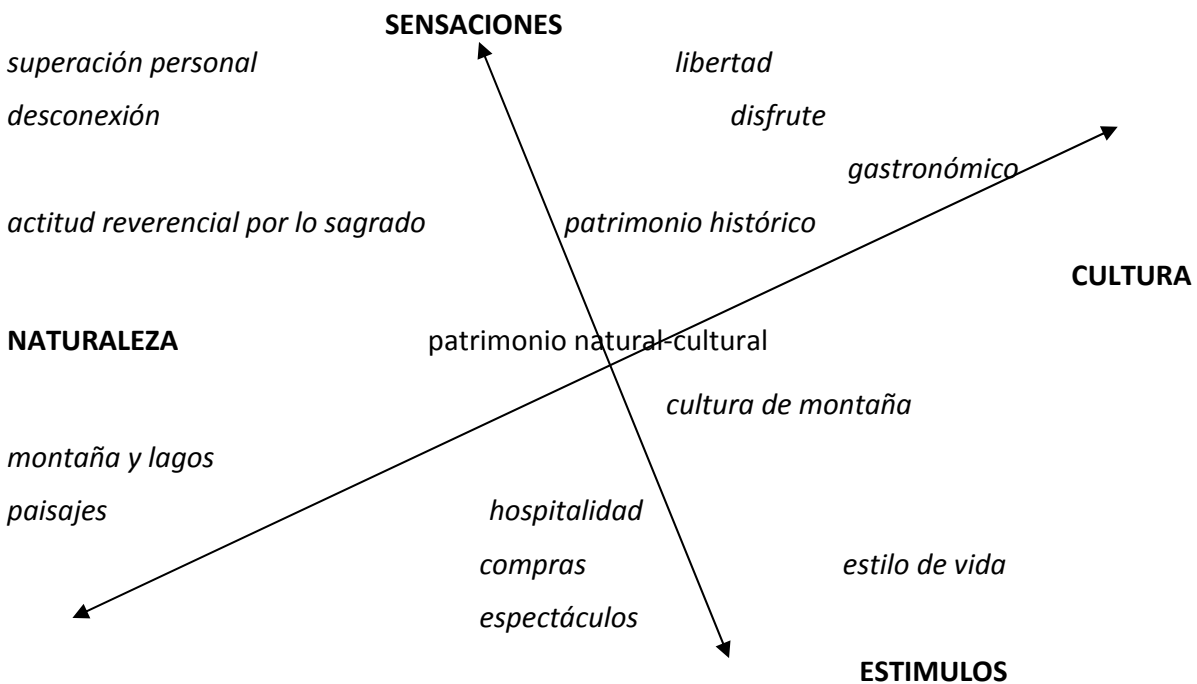 SENSACIONES
superación personal libertad
desconexión disfrute
gastronómico
actitud reverencial por lo sagrado patrimonio histórico
CULTURA
NATURALEZA patrimonio natural-cultural
cultura de montaña
montaña y lagos
paisajes hospitalidad
compras estilo de vida
espectáculos
ESTIMULOS